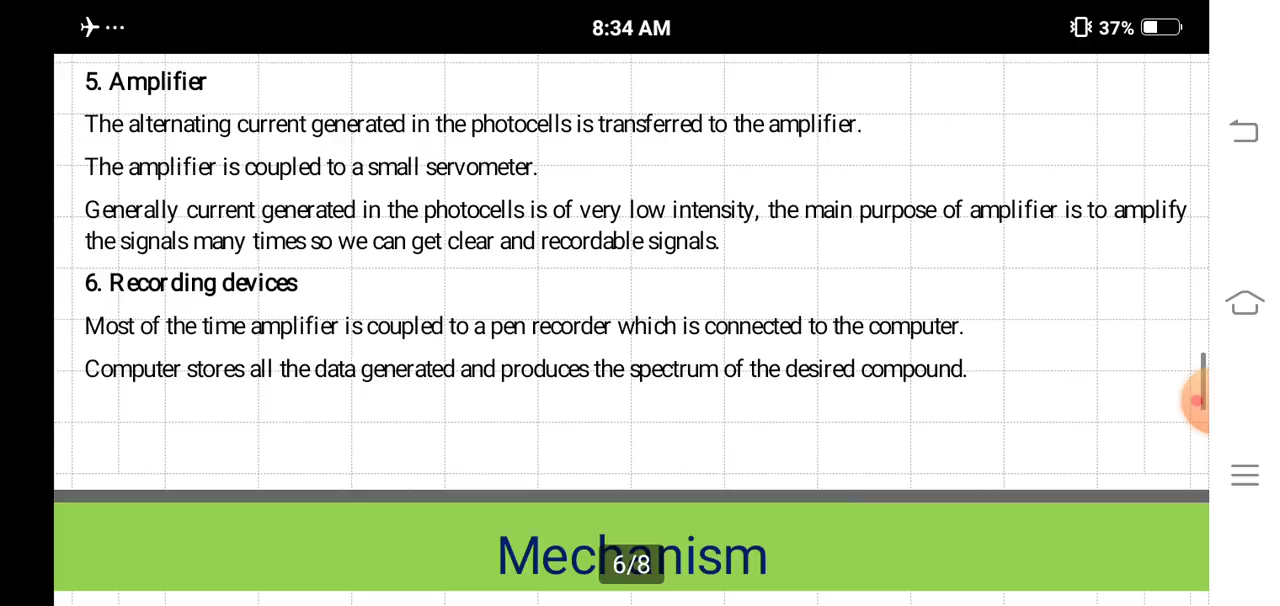 8:34 AM
37%
5. Amplifier
The alternating current generated in the photocells is transferred to the amplifier.
The amplifier is coupled to a small servometer.
Generally current generated in the photocells is of very low intensity, the main purpose of amplifier is to amplify
the signals many times so we can get clear and recordable signals.
6. Recording devices
Most of the time amplifier is coupled to a pen recorder which is connected to the computer.
Computer stores all the data generated and produces the spectrum of the desired compound.
Mechanism
6/8